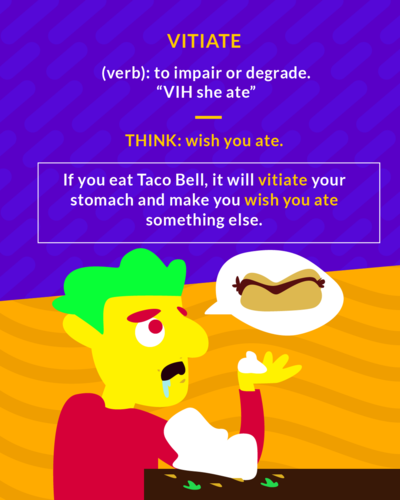 VITIATE
(verb): to impair or degrade.
“VIH she ate”
THINK: wish you ate.
If you eat Taco Bell, it will vitiate your
stomach and make you wish you ate
something else.